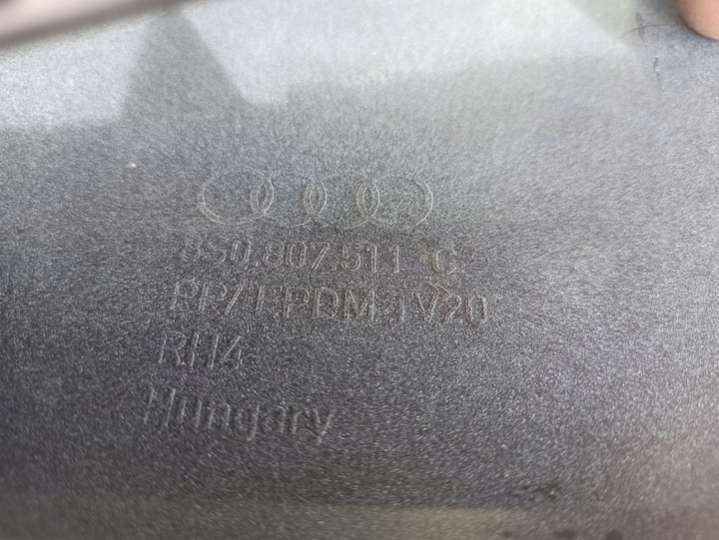 8S0.807.511 C
PP/EPDM-TV20
RH4
Hungary